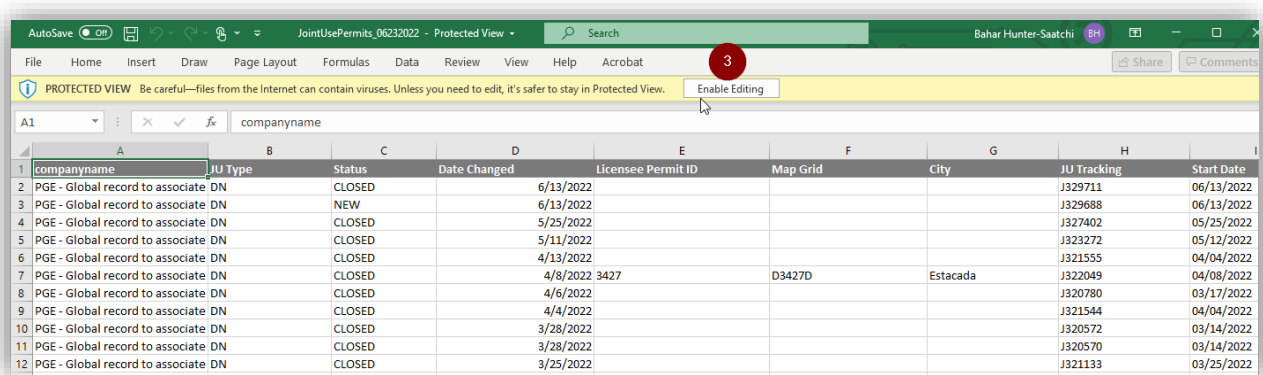 AutoSave Off JointUsePermits_06232022 - Protected View Search Bahar Hunter-Saatchi BH
File Home Insert Draw Page Layout Formulas Data Review View Help Acrobat 3 Share Comments
PROTECTED VIEW Be careful—files from the Internet can contain viruses. Unless you need to edit, it's safer to stay in Protected View. Enable Editing
A1 fx companyname
A B C D E F G H I
1 companyname JU Type Status Date Changed Licensee Permit ID Map Grid City JU Tracking Start Date
2 PGE - Global record to associate DN CLOSED 6/13/2022 J329711 06/13/2022
3 PGE - Global record to associate DN NEW 6/13/2022 J329688 06/13/2022
4 PGE - Global record to associate DN CLOSED 5/25/2022 J327402 05/25/2022
5 PGE - Global record to associate DN CLOSED 5/11/2022 J323272 05/12/2022
6 PGE - Global record to associate DN CLOSED 4/13/2022 J321555 04/04/2022
7 PGE - Global record to associate DN CLOSED 4/8/2022 3427 D3427D Estacada J322049 04/08/2022
8 PGE - Global record to associate DN CLOSED 4/6/2022 J320780 03/17/2022
9 PGE - Global record to associate DN CLOSED 4/4/2022 J321544 04/04/2022
10 PGE - Global record to associate DN CLOSED 3/28/2022 J320572 03/14/2022
11 PGE - Global record to associate DN CLOSED 3/28/2022 J320570 03/14/2022
12 PGE - Global record to associate DN CLOSED 3/25/2022 J321133 03/25/2022